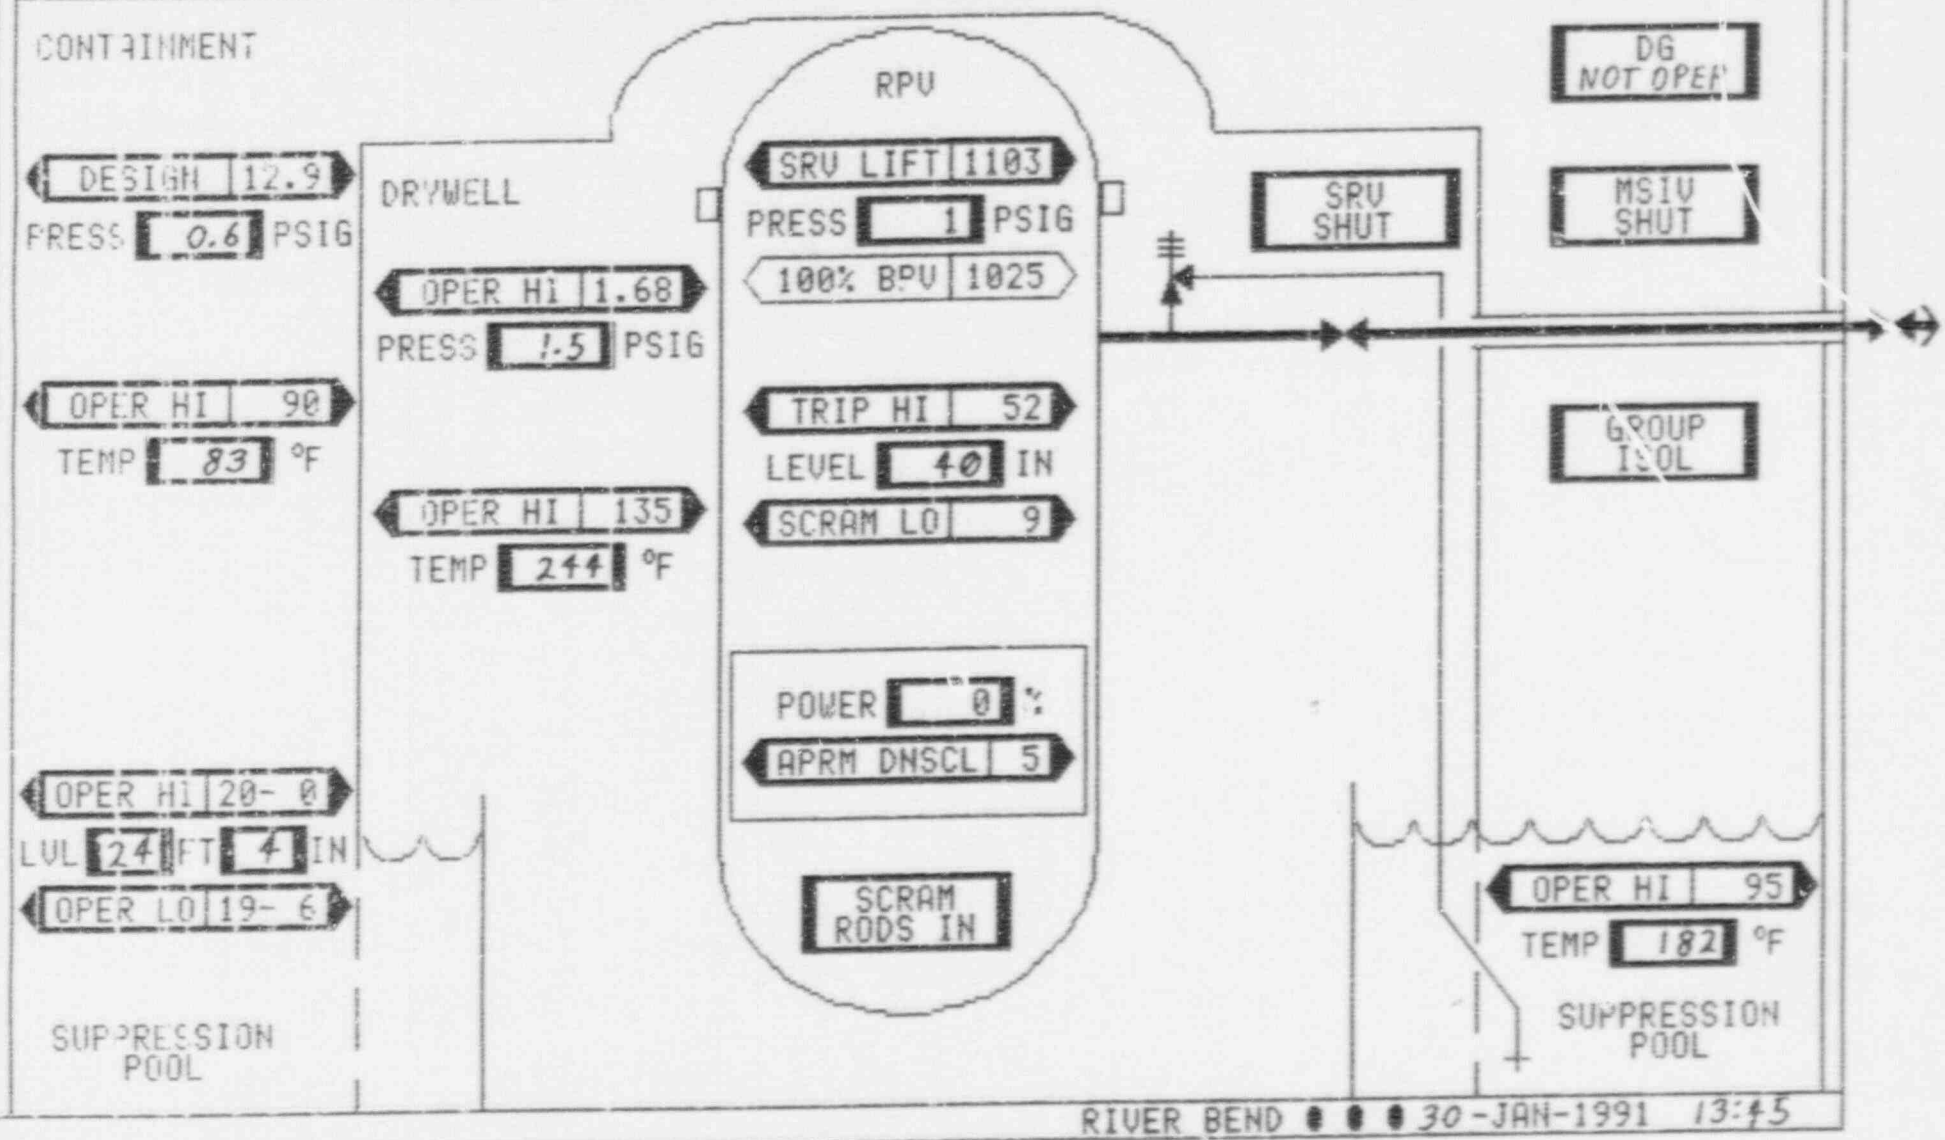 CONTAINMENT
DESIGN 12.9
PRESS 0.6 PSIG
OPER HI 90
TEMP 83 °F
OPER HI 20- 0
LVL 24 FT 4 IN
OPER LO 19- 6
SUPPRESSION
POOL
DRYWELL
OPER HI 1.68
PRESS 1.5 PSIG
OPER HI 135
TEMP 244 °F
RPV
SRV LIFT 1103
PRESS 1 PSIG
100% BPV 1025
TRIP HI 52
LEVEL 40 IN
SCRAM LO 9
POWER 0 %
APRM DNSCL 5
SCRAM
RODS IN
SRV
SHUT
DG
NOT OPER
MSIV
SHUT
GROUP
ISOL
OPER HI 95
TEMP 182 °F
SUPPRESSION
POOL
RIVER BEND 30-JAN-1991 13:45